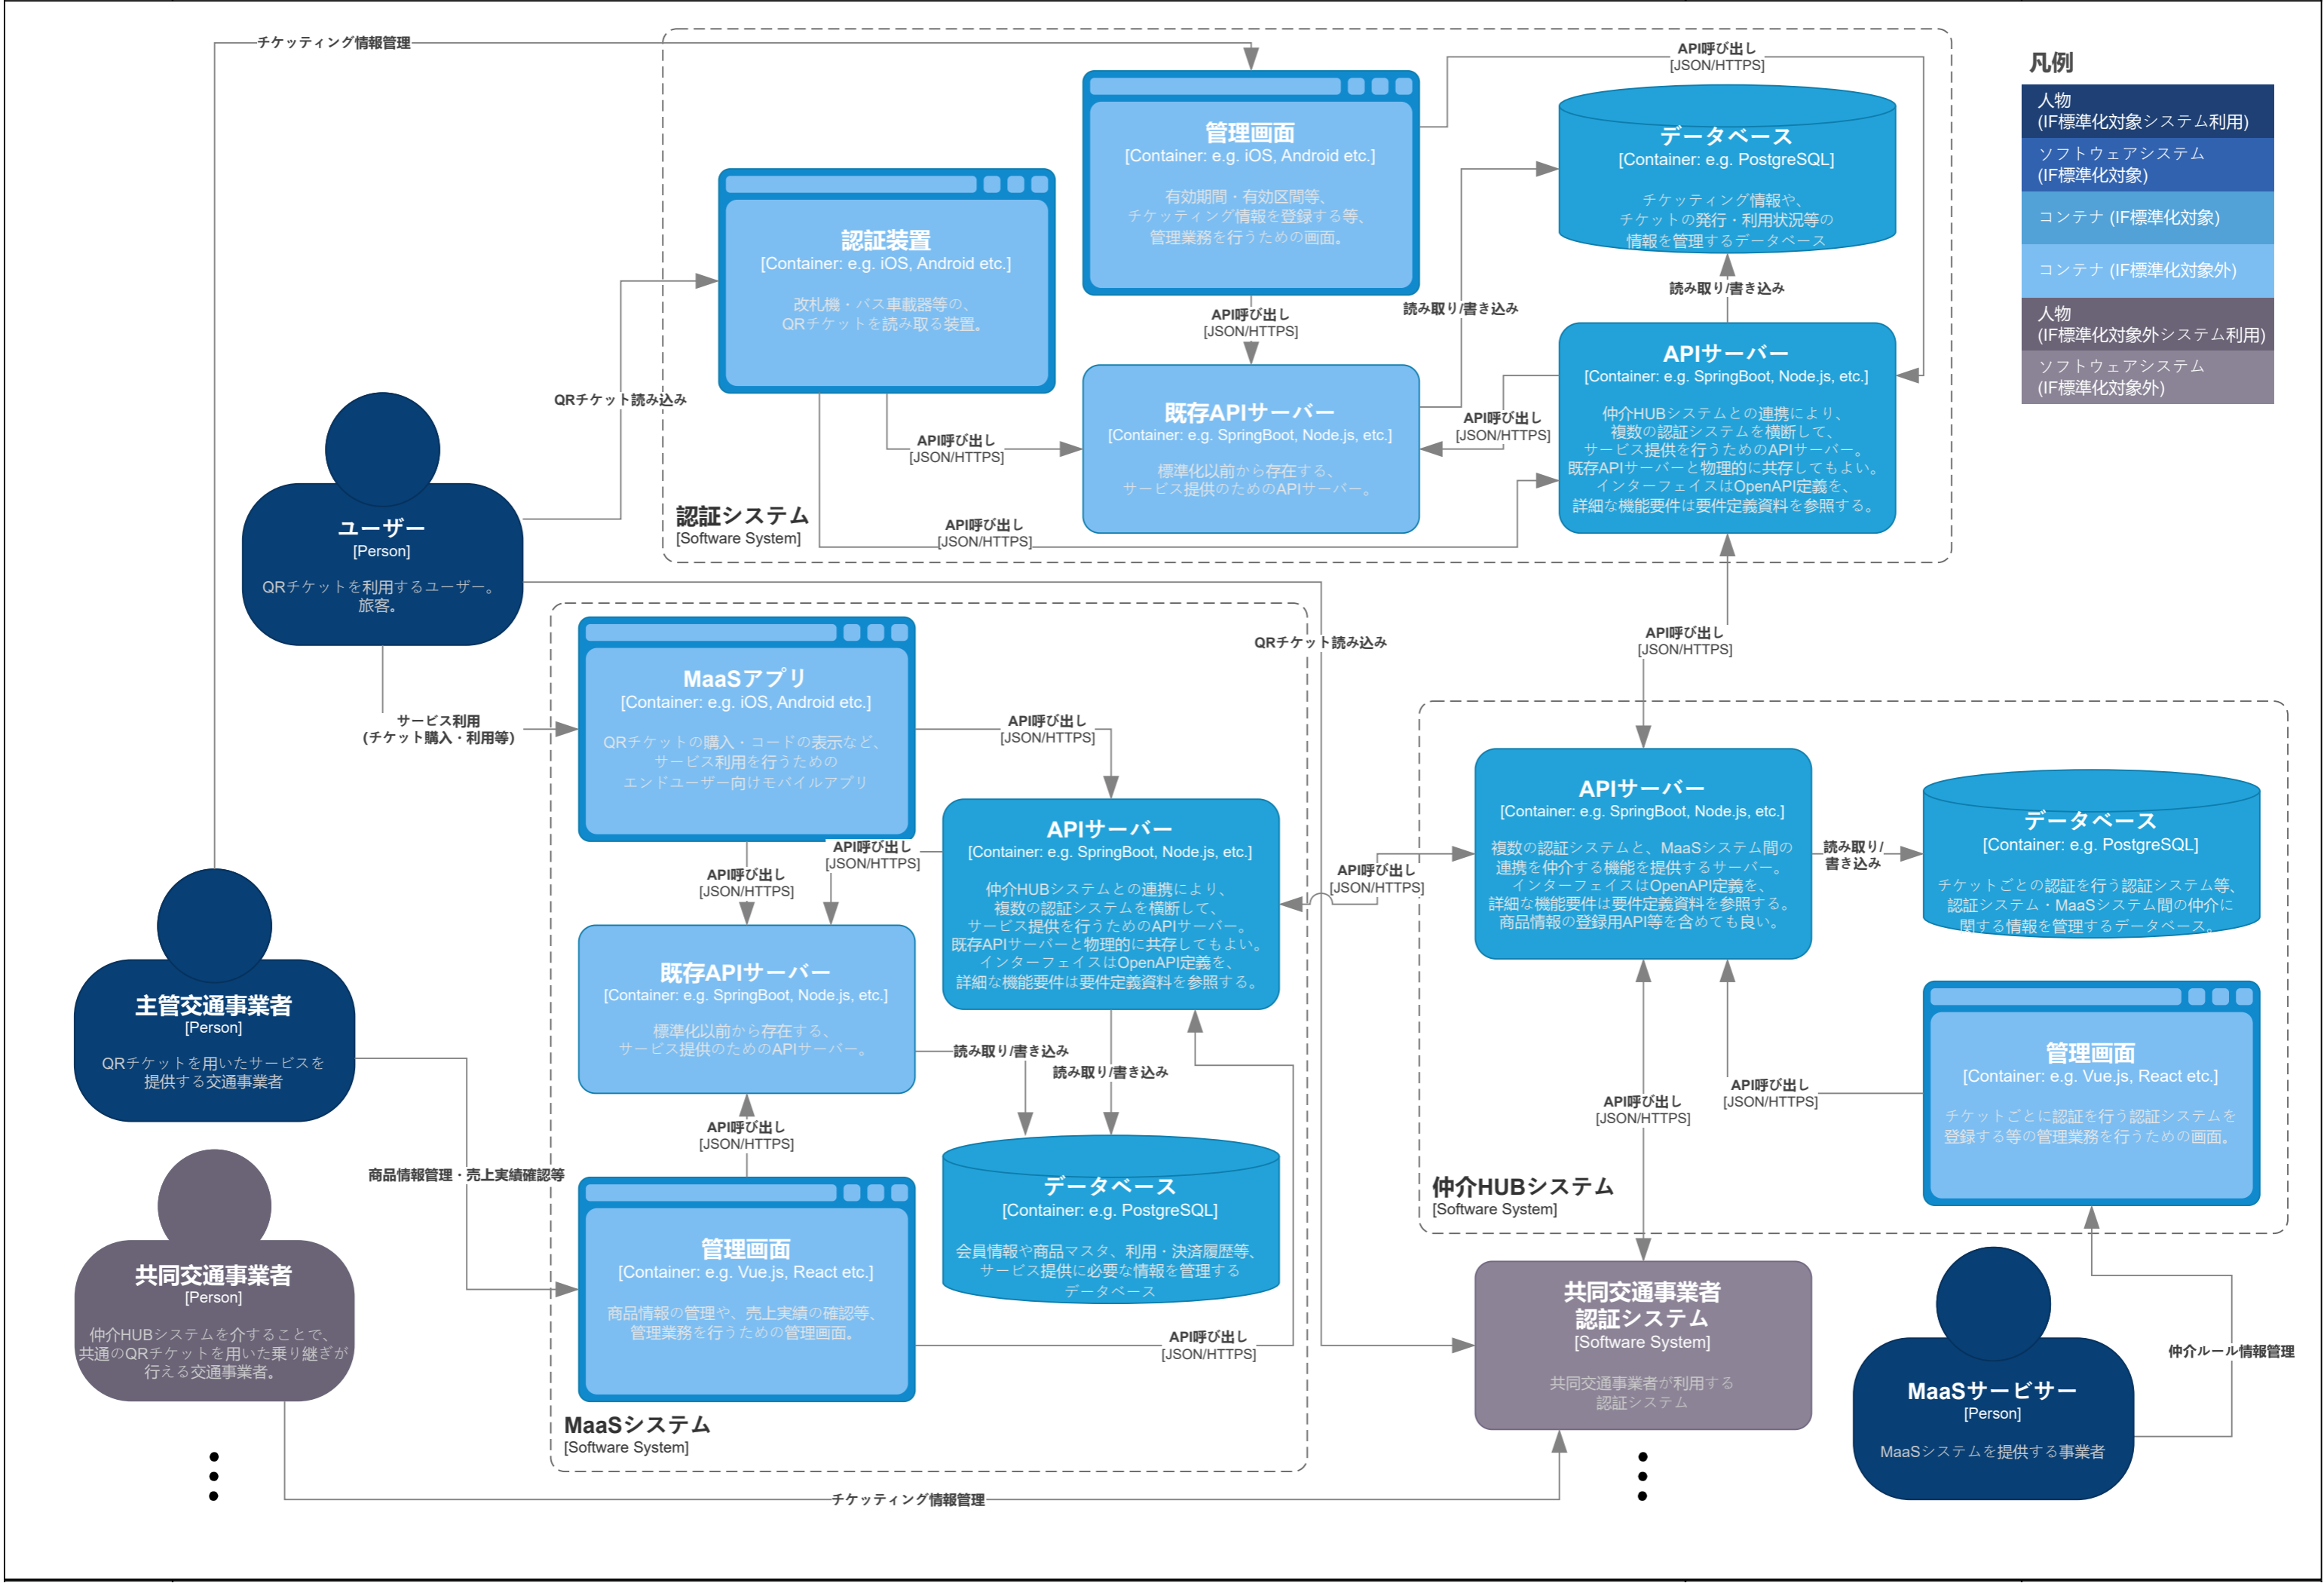 チケッティング情報管理
API呼び出し
[JSON/HTTPS]
凡例
人物
(IF標準化対象システム利用)
ソフトウェアシステム
(IF標準化対象)
コンテナ (IF標準化対象)
コンテナ (IF標準化対象外)
人物
(IF標準化対象外システム利用)
ソフトウェアシステム
(IF標準化対象外)
管理画面
[Container: e.g. iOS, Android etc.]
有効期間・有効区間等、
チケッティング情報を登録する等、
管理業務を行うための画面。
データベース
[Container: e.g. PostgreSQL]
チケッティング情報や、
チケットの発行・利用状況等の
情報を管理するデータベース
認証装置
[Container: e.g. iOS, Android etc.]
改札機・バス車載器等の、
QRチケットを読み取る装置。
API呼び出し
[JSON/HTTPS]
読み取り/書き込み
読み取り/書き込み
QRチケット読み込み
API呼び出し
[JSON/HTTPS]
既存APIサーバー
[Container: e.g. SpringBoot, Node.js, etc.]
標準化以前から存在する、
サービス提供のためのAPIサーバー。
API呼び出し
[JSON/HTTPS]
APIサーバー
[Container: e.g. SpringBoot, Node.js, etc.]
仲介HUBシステムとの連携により、
複数の認証システムを横断して、
サービス提供を行うためのAPIサーバー。
既存APIサーバーと物理的に共存してもよい。
インターフェイスはOpenAPI定義を、
詳細な機能要件は要件定義資料を参照する。
認証システム
[Software System]
API呼び出し
[JSON/HTTPS]
ユーザー
[Person]
QRチケットを利用するユーザー。
旅客。
QRチケット読み込み
API呼び出し
[JSON/HTTPS]
サービス利用
(チケット購入・利用等)
MaaSアプリ
[Container: e.g. iOS, Android etc.]
QRチケットの購入・コードの表示など、
サービス利用を行うための
エンドユーザー向けモバイルアプリ
API呼び出し
[JSON/HTTPS]
API呼び出し
[JSON/HTTPS]
API呼び出し
[JSON/HTTPS]
APIサーバー
[Container: e.g. SpringBoot, Node.js, etc.]
仲介HUBシステムとの連携により、
複数の認証システムを横断して、
サービス提供を行うためのAPIサーバー。
既存APIサーバーと物理的に共存してもよい。
インターフェイスはOpenAPI定義を、
詳細な機能要件は要件定義資料を参照する。
API呼び出し
[JSON/HTTPS]
APIサーバー
[Container: e.g. SpringBoot, Node.js, etc.]
複数の認証システムと、MaaSシステム間の
連携を仲介する機能を提供するサーバー。
インターフェイスはOpenAPI定義を、
詳細な機能要件は要件定義資料を参照する。
商品情報の登録用API等を含めても良い。
読み取り/
書き込み
データベース
[Container: e.g. PostgreSQL]
チケットごとの認証を行う認証システム等、
認証システム・MaaSシステム間の仲介に
関する情報を管理するデータベース。
主管交通事業者
[Person]
QRチケットを用いたサービスを
提供する交通事業者
既存APIサーバー
[Container: e.g. SpringBoot, Node.js, etc.]
標準化以前から存在する、
サービス提供のためのAPIサーバー。
読み取り/書き込み
読み取り/書き込み
API呼び出し
[JSON/HTTPS]
API呼び出し
[JSON/HTTPS]
API呼び出し
[JSON/HTTPS]
管理画面
[Container: e.g. Vue.js, React etc.]
チケットごとに認証を行う認証システムを
登録する等の管理業務を行うための画面。
商品情報管理・売上実績確認等
仲介HUBシステム
[Software System]
共同交通事業者
[Person]
仲介HUBシステムを介することで、
共通のQRチケットを用いた乗り継ぎが
行える交通事業者。
管理画面
[Container: e.g. Vue.js, React etc.]
商品情報の管理や、売上実績の確認等、
管理業務を行うための管理画面。
データベース
[Container: e.g. PostgreSQL]
会員情報や商品マスタ、利用・決済履歴等、
サービス提供に必要な情報を管理する
データベース
API呼び出し
[JSON/HTTPS]
共同交通事業者
認証システム
[Software System]
共同交通事業者が利用する
認証システム
仲介ルール情報管理
MaaSサービサー
[Person]
MaaSシステムを提供する事業者
MaaSシステム
[Software System]
チケッティング情報管理